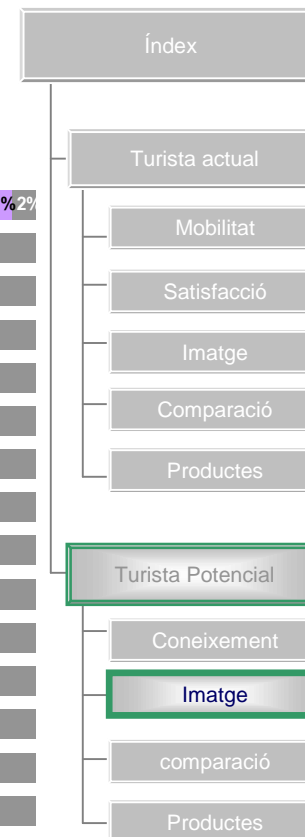 Índex
Turista actual
%2%
Mobilitat
Satisfacció
Imatge
Comparació
Productes
Turista Potencial
Coneixement
Imatge
comparació
Productes